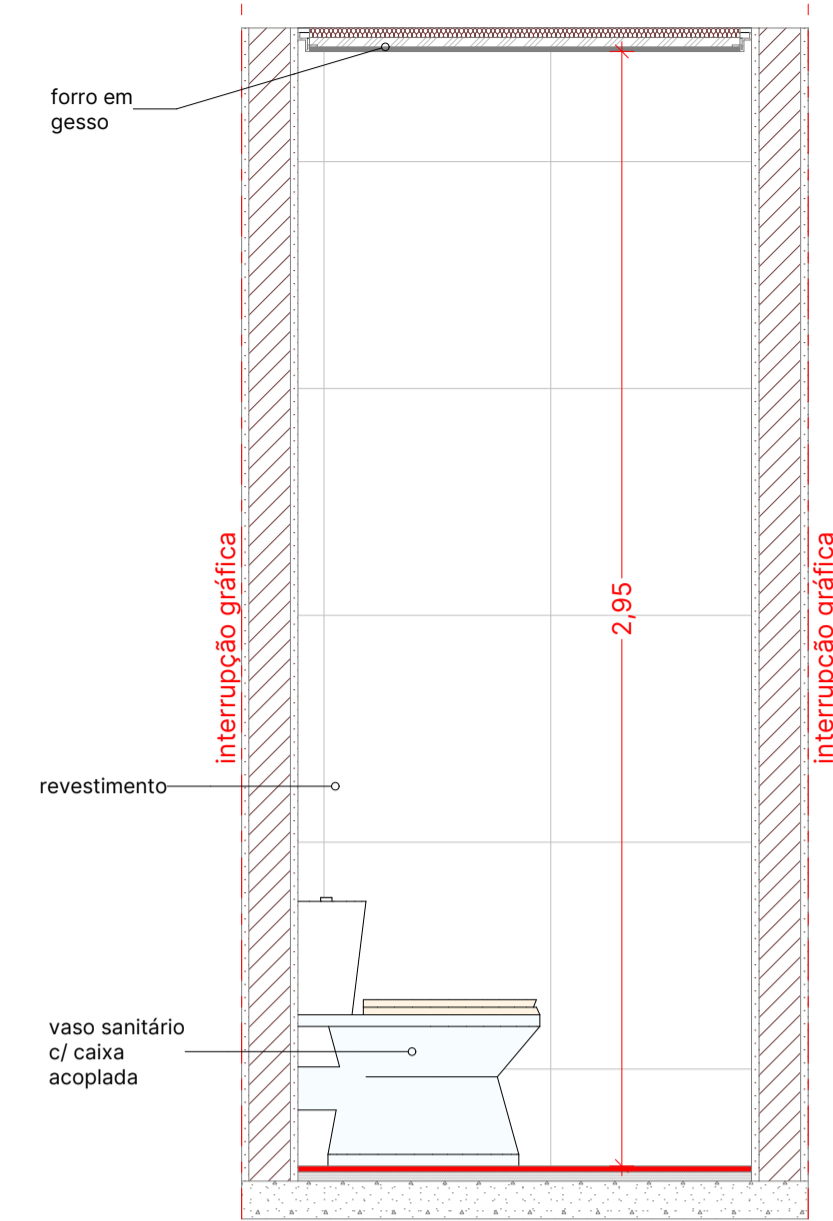 forro em
gesso
interrupção gráfica
2,95
interrupção gráfica
revestimento
vaso sanitário
c/ caixa
acoplada